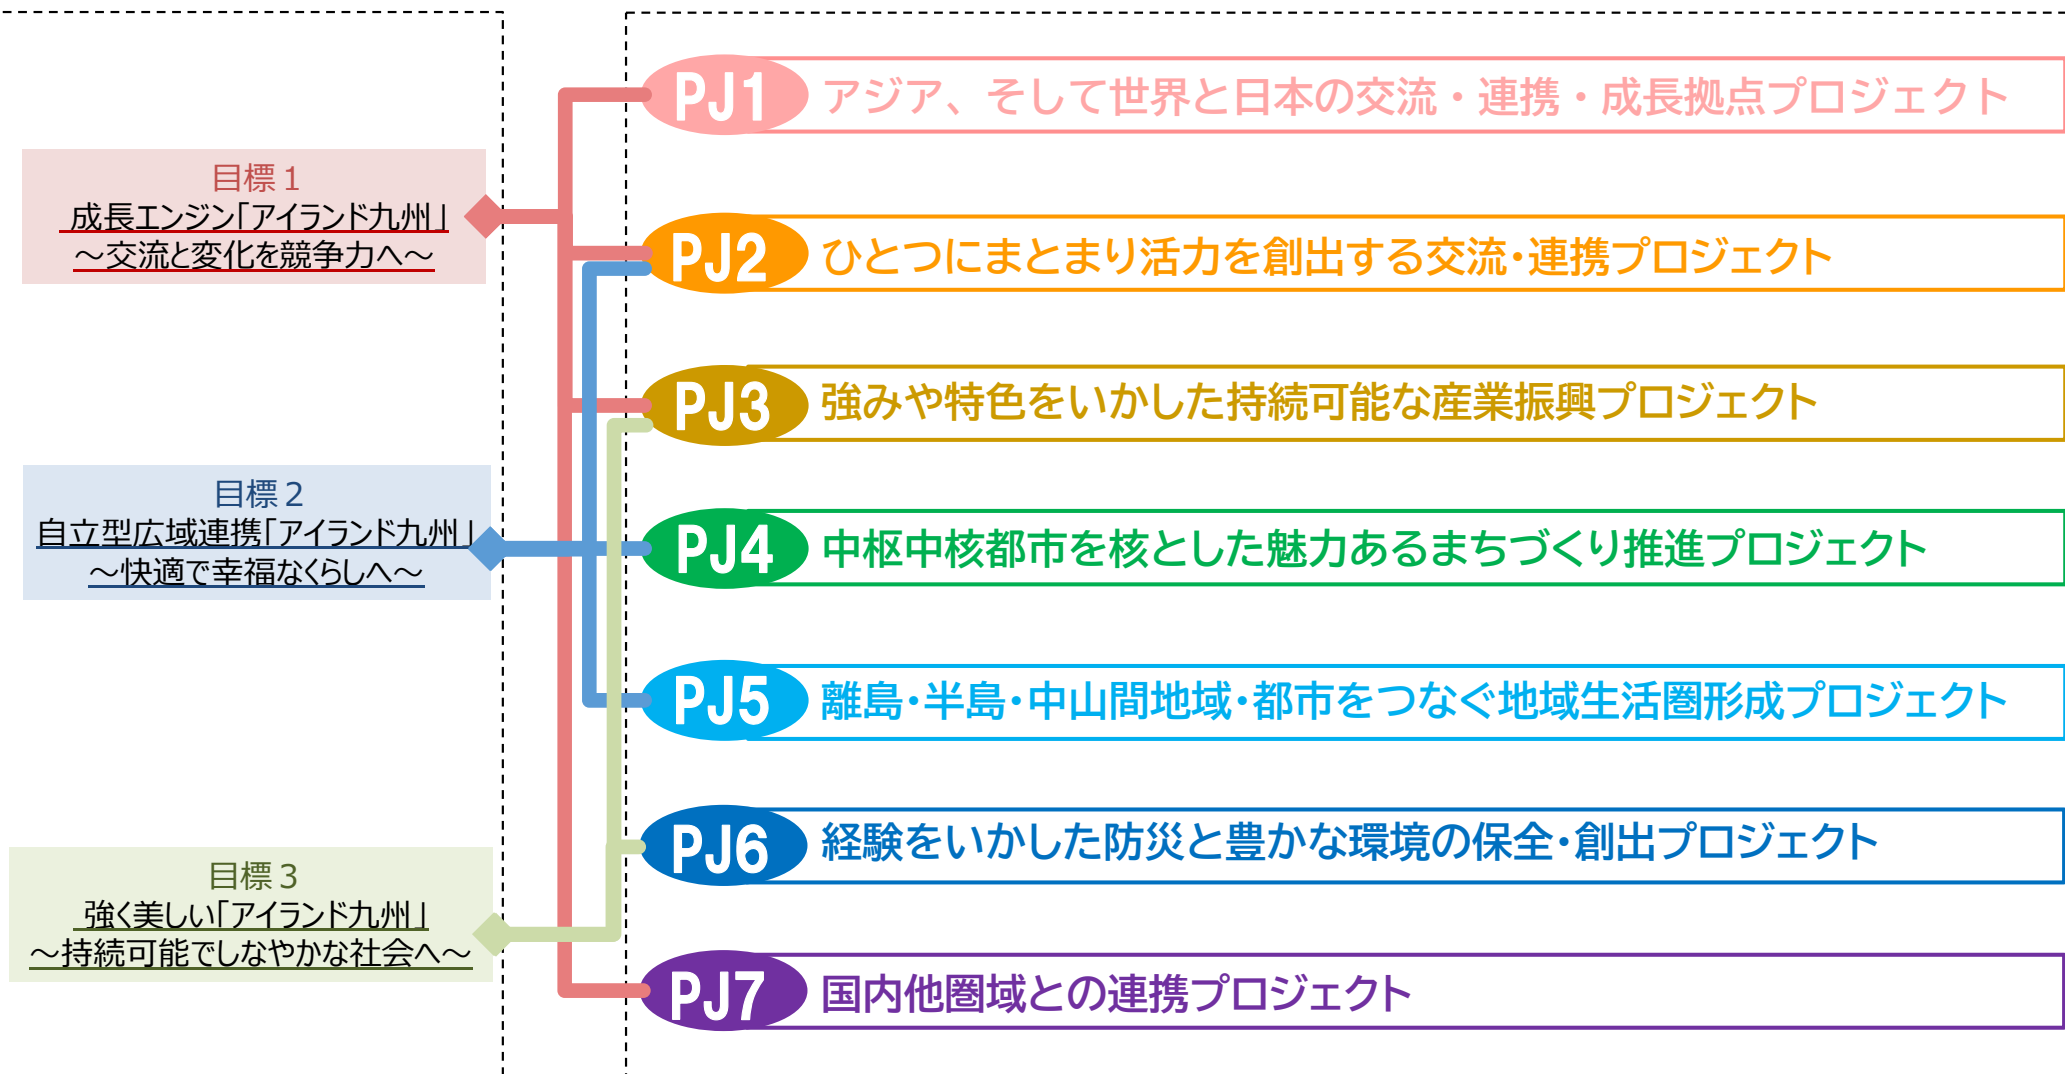 目標1
成長エンジン「アイランド九州」
～交流と変化を競争力へ～
目標2
自立型広域連携「アイランド九州」
～快適で幸福なくらしへ～
目標3
強く美しい「アイランド九州」
～持続可能でしなやかな社会へ～
PJ1 アジア、そして世界と日本の交流・連携・成長拠点プロジェクト
PJ2 ひとつにまとまり活力を創出する交流・連携プロジェクト
PJ3 強みや特色をいかした持続可能な産業振興プロジェクト
PJ4 中枢中核都市を核とした魅力あるまちづくり推進プロジェクト
PJ5 離島・半島・中山間地域・都市をつなぐ地域生活圏形成プロジェクト
PJ6 経験をいかした防災と豊かな環境の保全・創出プロジェクト
PJ7 国内他圏域との連携プロジェクト